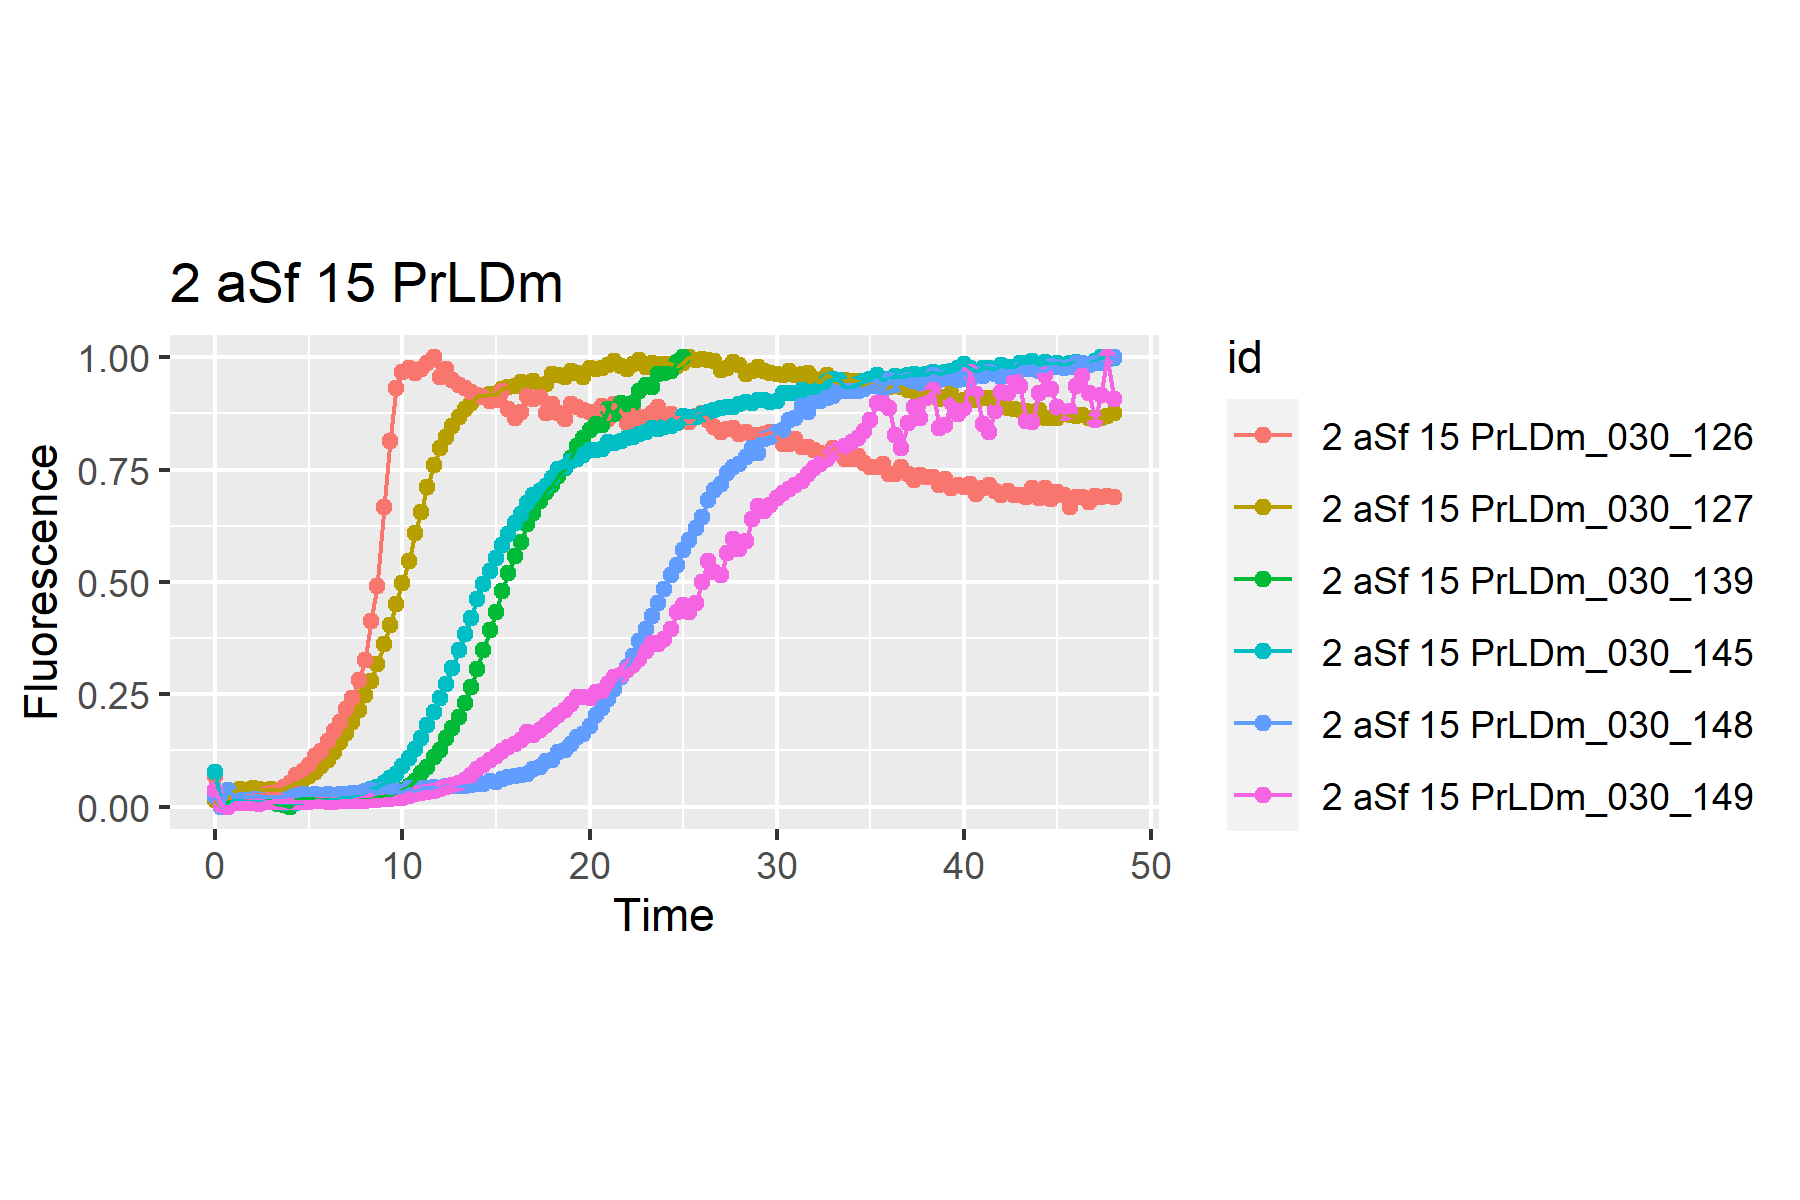 2 aSf 15 PrLDm
1.00
0.75
0.50
0.25
0.00
Fluorescence
0 10 20 30 40 50
Time
id
2 aSf 15 PrLDm_030_126
2 aSf 15 PrLDm_030_127
2 aSf 15 PrLDm_030_139
2 aSf 15 PrLDm_030_145
2 aSf 15 PrLDm_030_148
2 aSf 15 PrLDm_030_149